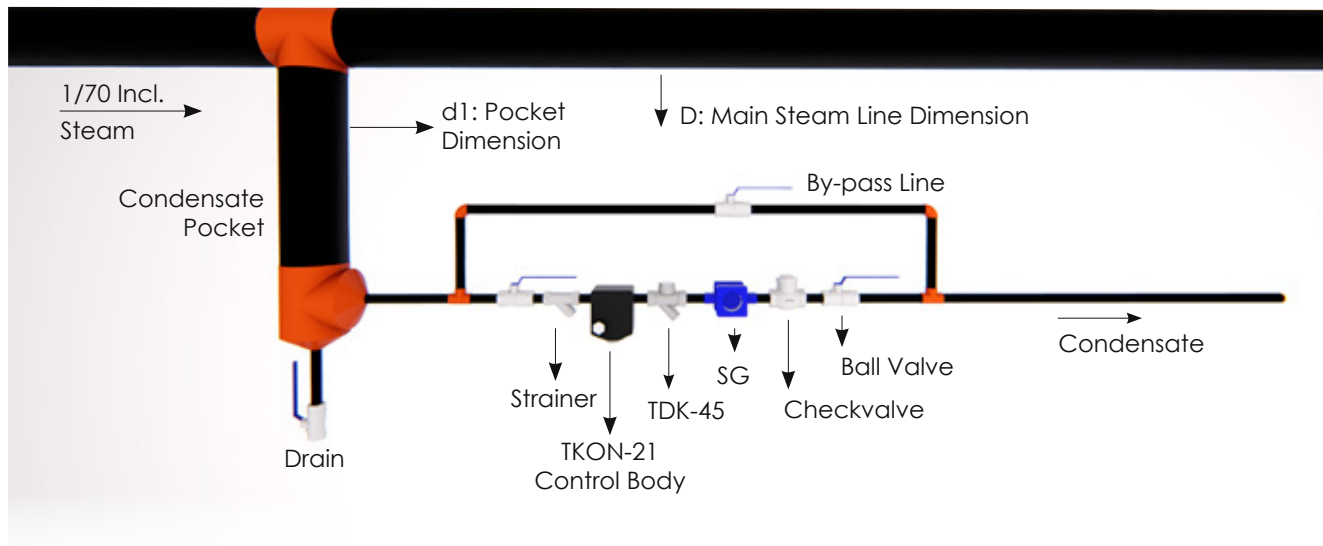 1/70 Incl.
Steam
d1: Pocket
Dimension
D: Main Steam Line Dimension
Condensate
Pocket
By-pass Line
Condensate
Ball Valve
SG
Checkvalve
Strainer
TDK-45
TKON-21
Control Body
Drain